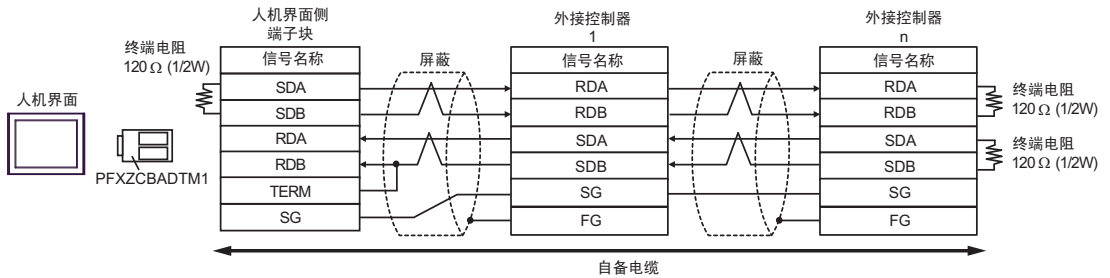 人机界面
PFXZCBADTM1
终端电阻
120 Ω (1/2W)
人机界面侧
端子块
信号名称
SDA
SDB
RDA
RDB
TERM
SG
屏蔽
外接控制器
1
信号名称
RDA
RDB
SDA
SDB
SG
FG
屏蔽
外接控制器
n
信号名称
RDA
RDB
SDA
SDB
SG
FG
终端电阻
120 Ω (1/2W)
终端电阻
120 Ω (1/2W)
自备电缆